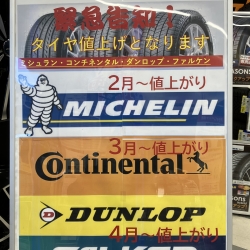 緊急告知！
タイヤ値上げとなります
シュラン・コンチネンタル・ダンロップ・ファルケン
2月〜値上がり
MICHELIN
3月〜値上がり
Continental
DUNLOP
4月〜値上がり